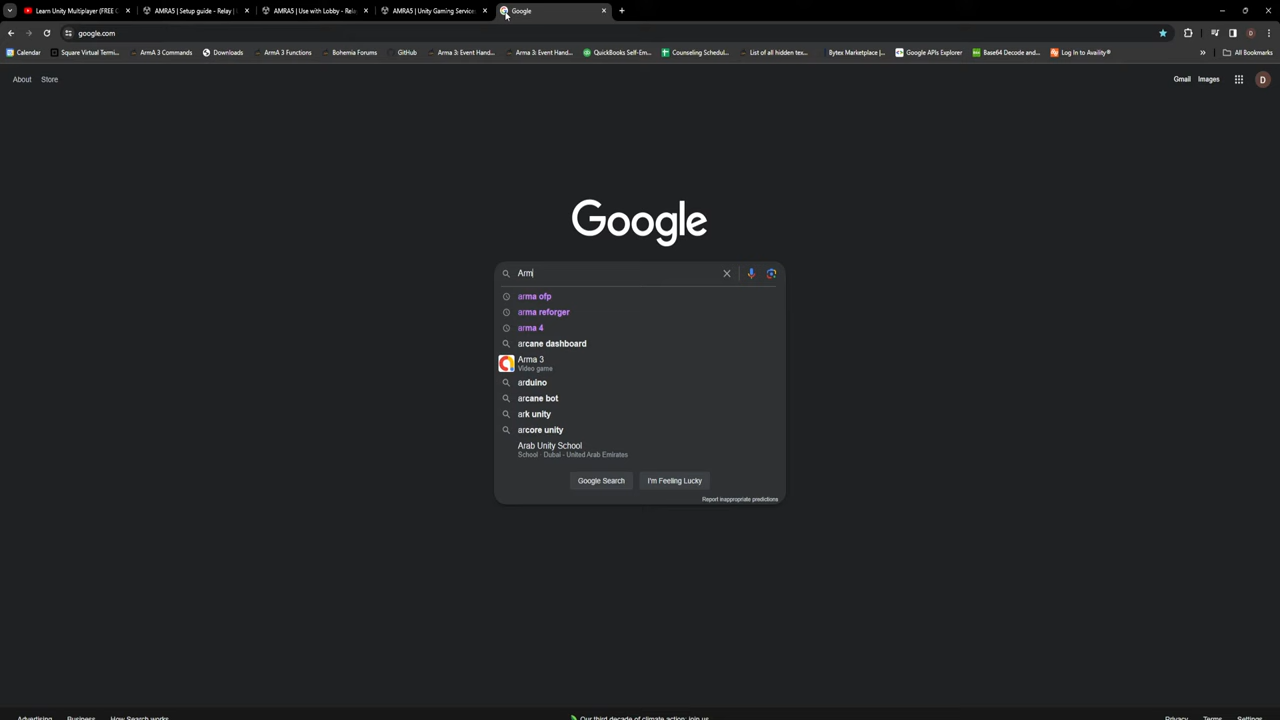 Learn Unity Multiplayer (FREE C
AMRA5 | Setup guide - Relay |
AMRA5 | Use with Lobby - Rela
AMRA5 | Unity Gaming Service
Google
google.com
Calendar
Square Virtual Termi...
ArmA 3 Commands
Downloads
ArmA 3 Functions
Bohemia Forums
GitHub
Arma 3: Event Hand...
Arma 3: Event Hand...
QuickBooks Self-Em...
Counseling Schedul...
List of all hidden tex...
Bytex Marketplace |...
Google APIs Explorer
Base64 Decode and...
Log In to Availity®
»
All Bookmarks
About
Store
Gmail
Images
D
Google
Arm
arma ofp
arma reforger
arma 4
arcane dashboard
Arma 3
Video game
arduino
arcane bot
ark unity
arcore unity
Arab Unity School
School · Dubai - United Arab Emirates
Google Search
I'm Feeling Lucky
Report inappropriate predictions
Advertising
Business
How Search works
Our third decade of climate action: join us
Privacy
Terms
Settings